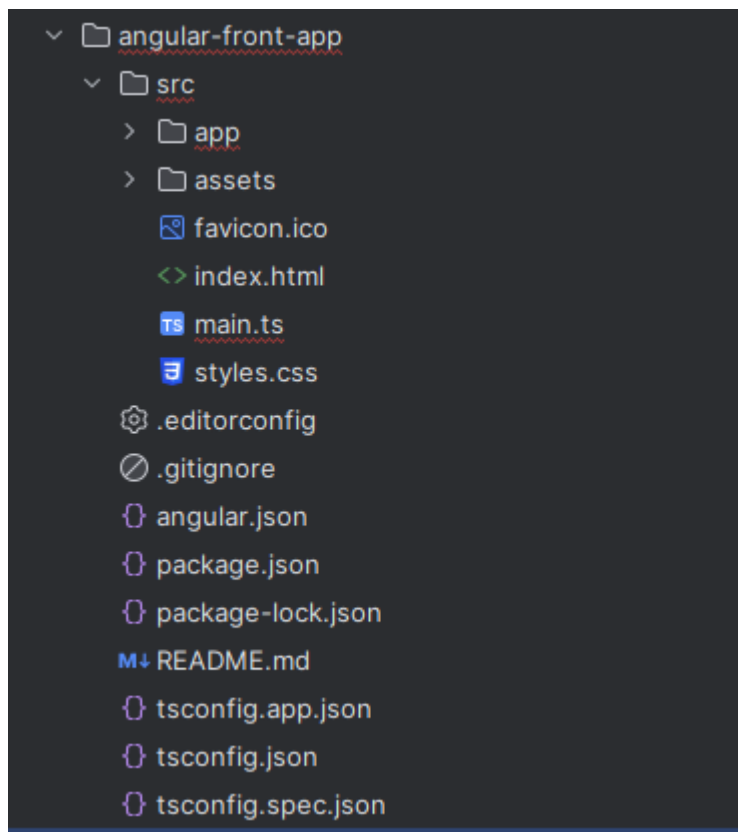 angular-front-app
src
app
assets
favicon.ico
<> index.html
TS main.ts
styles.css
.editorconfig
.gitignore
{} angular.json
{} package.json
{} package-lock.json
M↓ README.md
{} tsconfig.app.json
{} tsconfig.json
{} tsconfig.spec.json